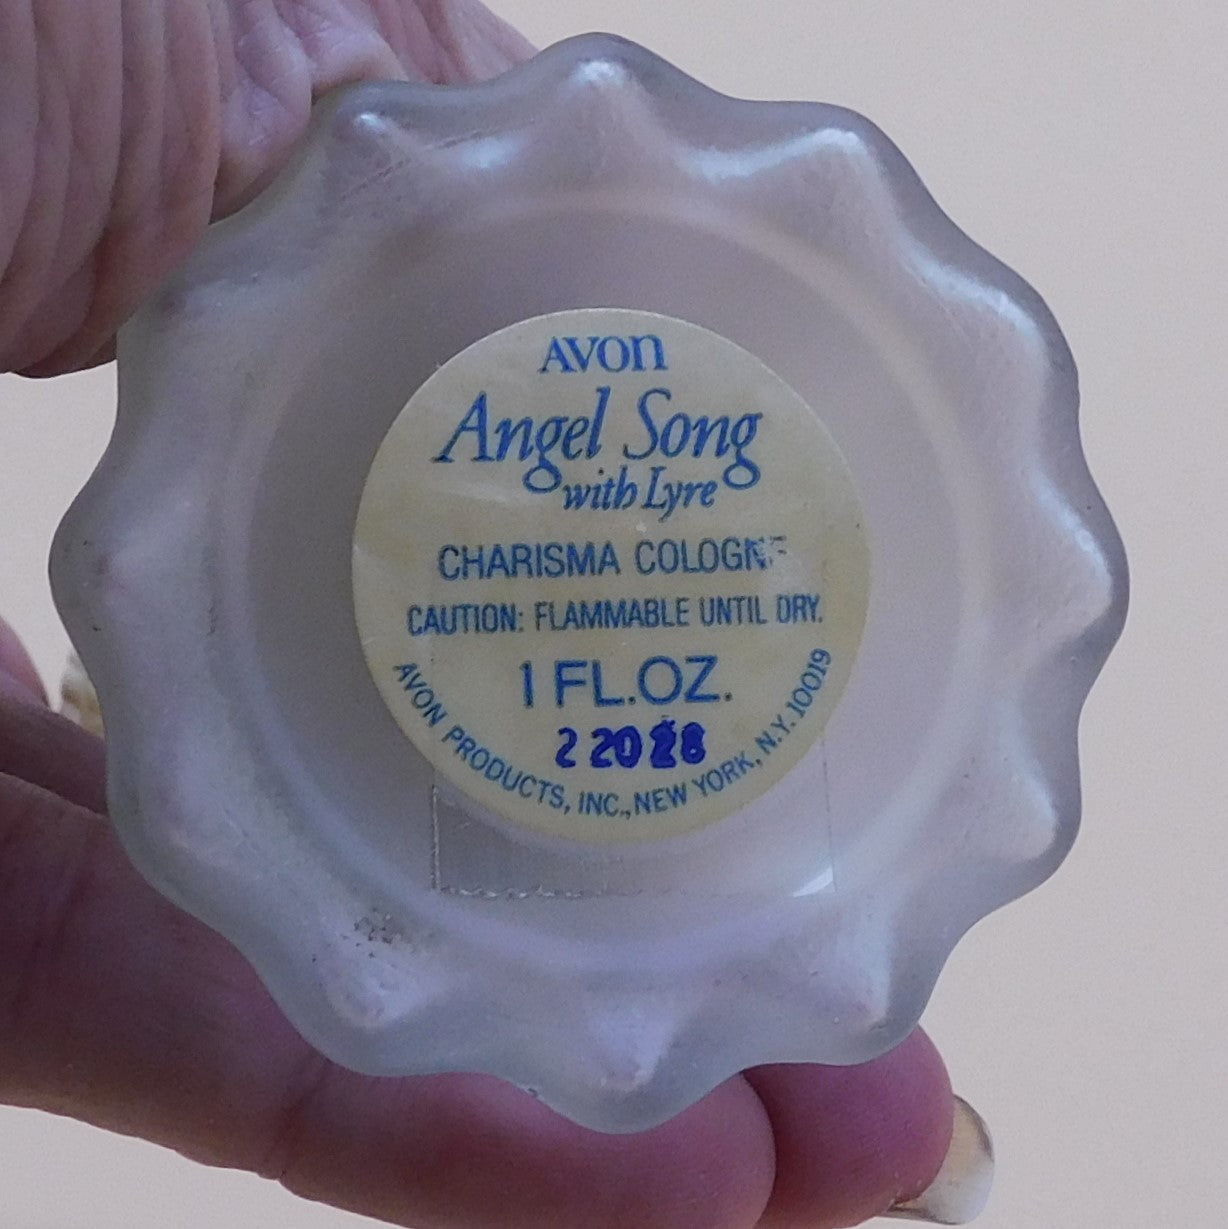 AVON
Angel Song
with Lyre
CHARISMA COLOGNE
CAUTION: FLAMMABLE UNTIL DRY.
1 FL.OZ.
AVON PRODUCTS, INC., NEW YORK, N.Y. 10019